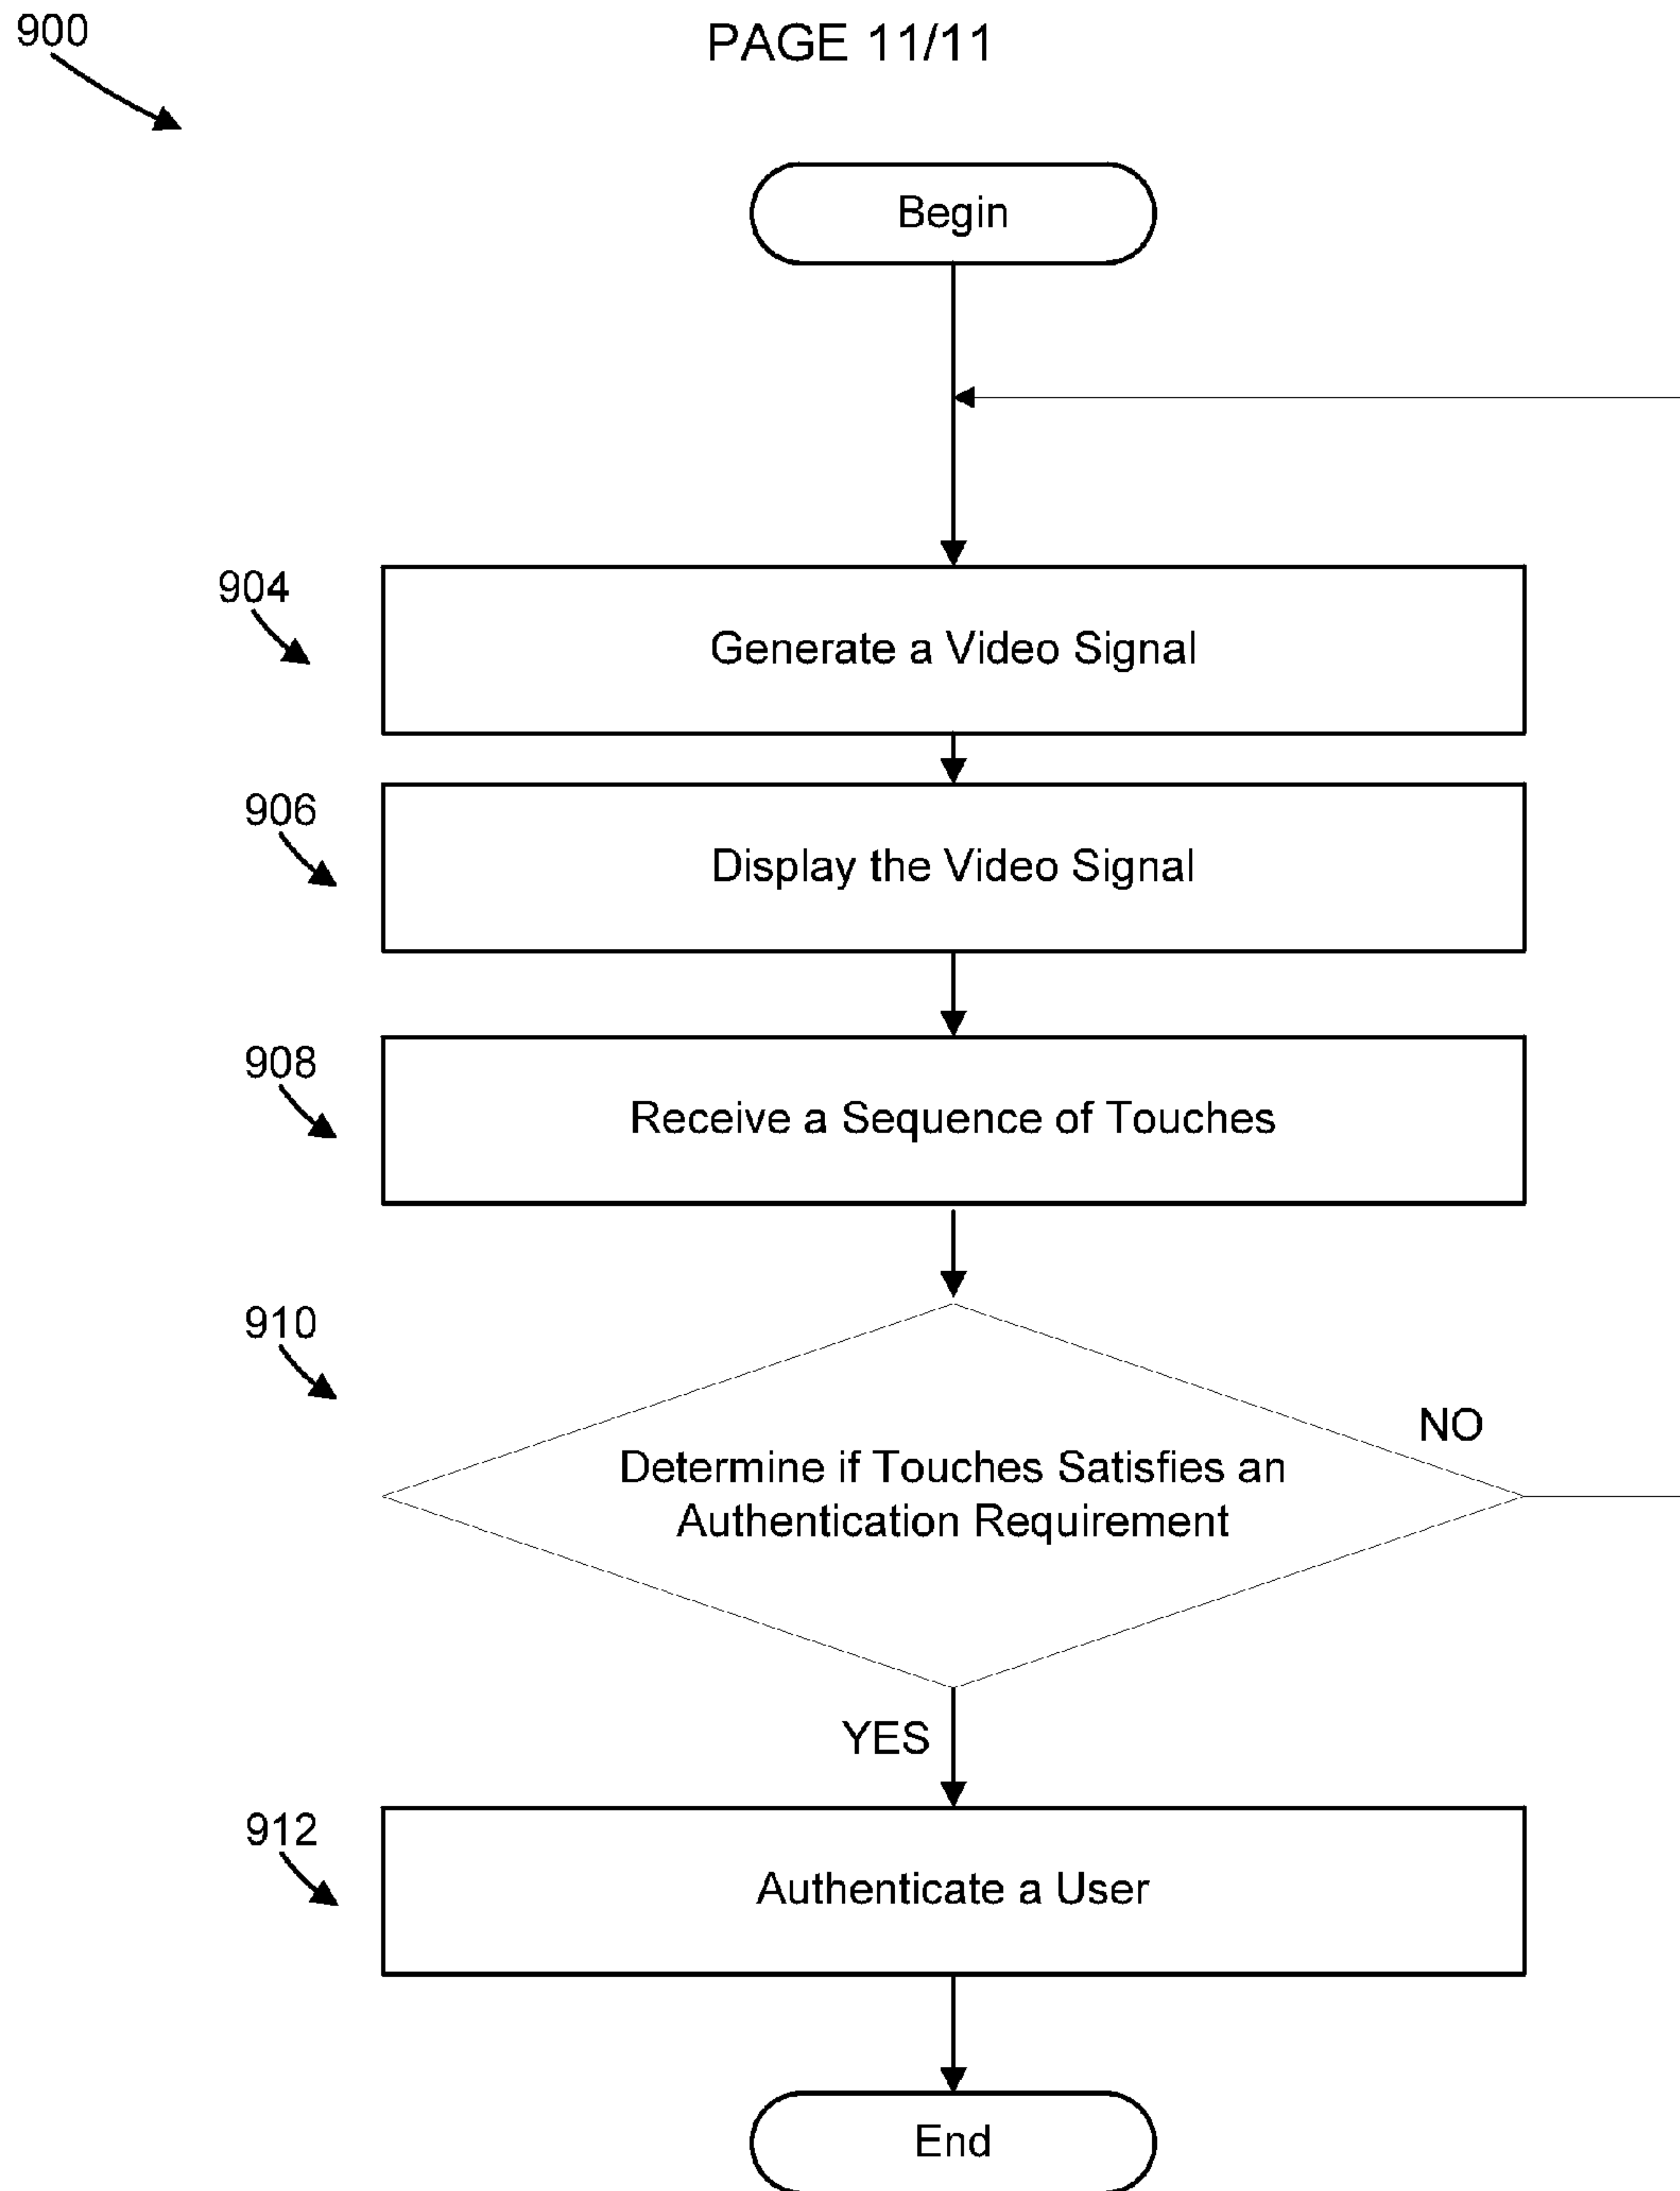 900
PAGE 11/11
Begin
904
Generate a Video Signal
906
Display the Video Signal
908
Receive a Sequence of Touches
910
NO
Determine if Touches Satisfies an
Authentication Requirement
YES
912
Authenticate a User
End